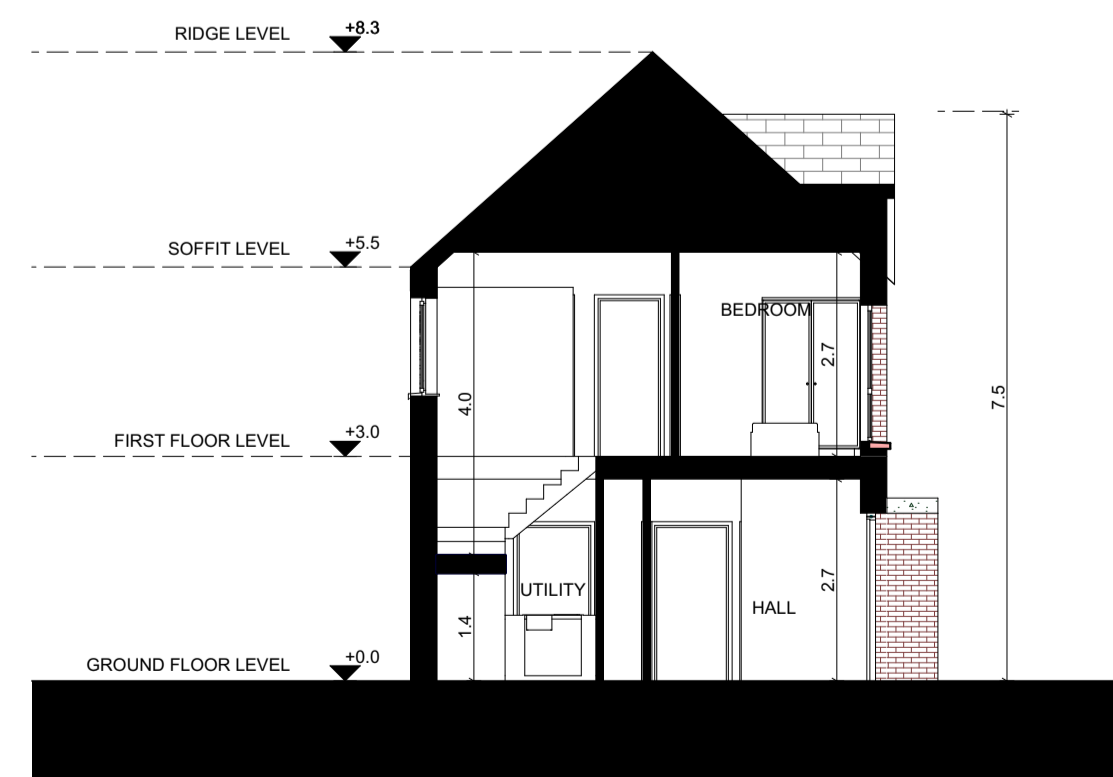 RIDGE LEVEL +8.3
SOFFIT LEVEL +5.5
BEDROOM
2.7
4.0
7.5
FIRST FLOOR LEVEL +3.0
UTILITY
2.7
HALL
1.4
GROUND FLOOR LEVEL +0.0